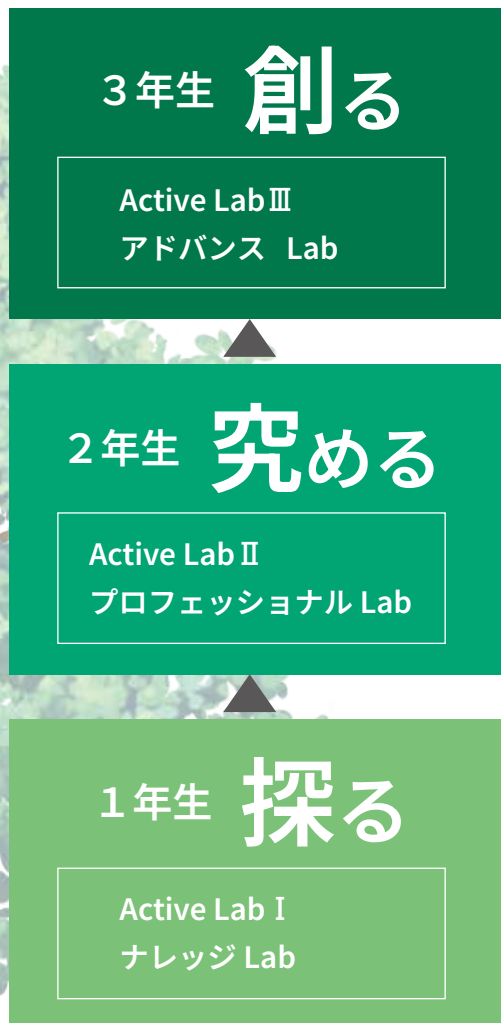 ３年生 創る
Active LabⅢ
アドバンス Lab
２年生 究める
Active LabⅡ
プロフェッショナル Lab
１年生 探る
Active LabⅠ
ナレッジ Lab